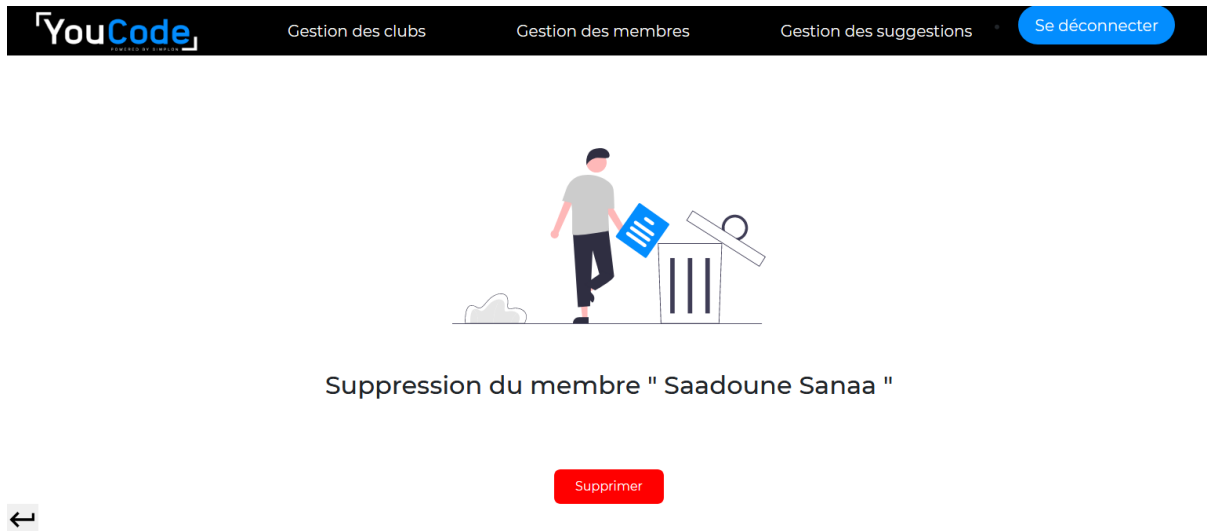 YouCode
POWERED BY SIMPLON
Gestion des clubs
Gestion des membres
Gestion des suggestions
Se déconnecter
Suppression du membre " Saadoune Sanaa "
Supprimer